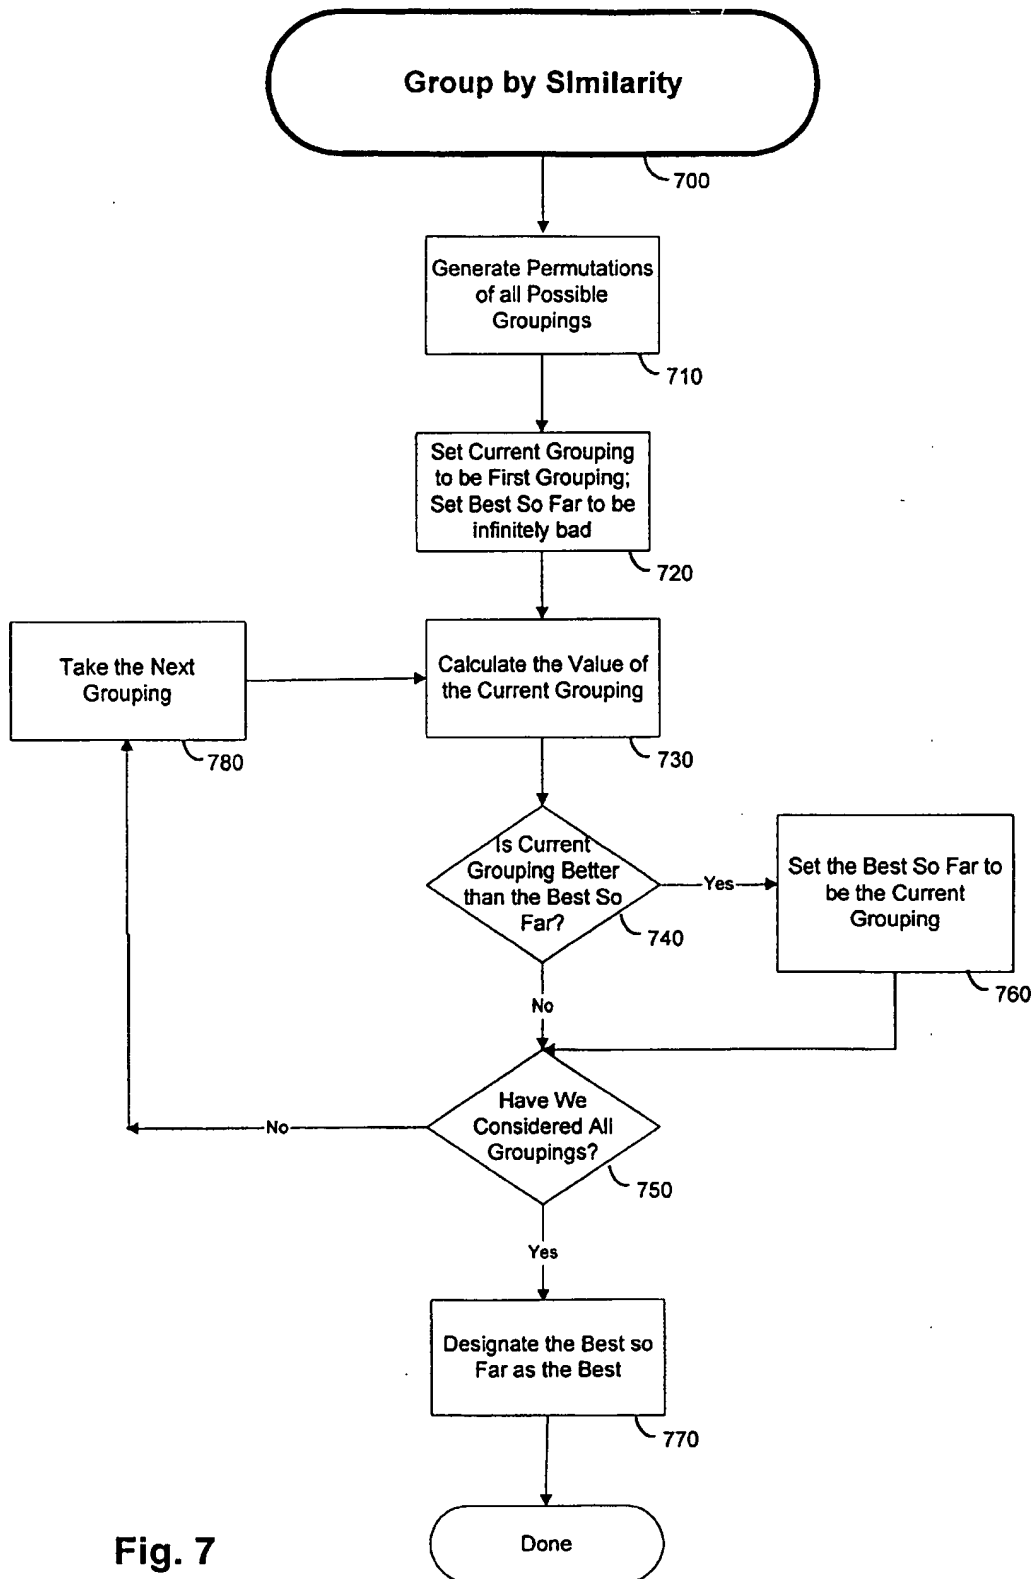 Group by SImilarity
700
Generate Permutations
of all Possible
Groupings
710
Set Current Grouping
to be First Grouping;
Set Best So Far to be
infinitely bad
720
Take the Next
Grouping
780
Calculate the Value of
the Current Grouping
730
Is Current
Grouping Better
than the Best So
Far?
740
Yes
Set the Best So Far to
be the Current
Grouping
760
No
Have We
Considered All
Groupings?
750
No
Yes
Designate the Best so
Far as the Best
770
Done
Fig. 7